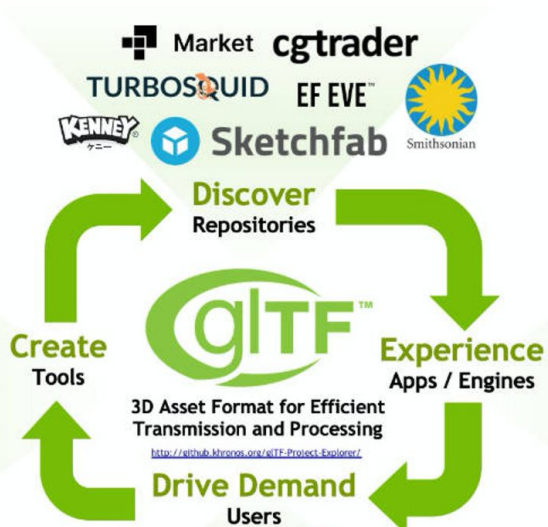 Market
cgtrader
TURBOSQUID
EF EVE™
KENNEY®
ケニー
Sketchfab
Smithsonian
Discover
Repositories
Create
Tools
glTF™
Experience
Apps / Engines
3D Asset Format for Efficient
Transmission and Processing
http://github.khronos.org/glTF-Project-Explorer/
Drive Demand
Users